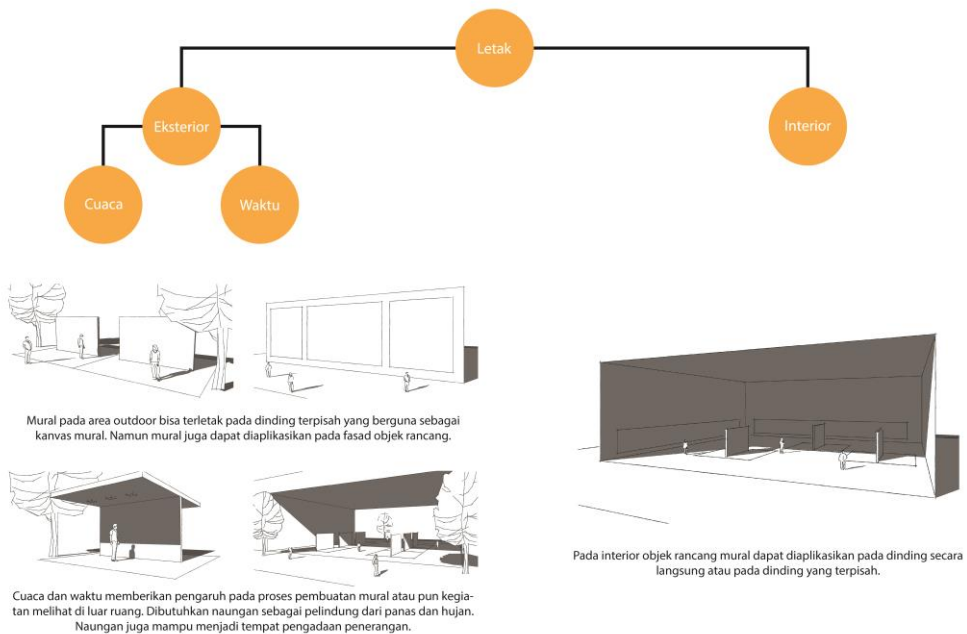 Letak
Eksterior
Interior
Cuaca
Waktu
Mural pada area outdoor bisa terletak pada dinding terpisah yang berguna sebagai
kanvas mural. Namun mural juga dapat diaplikasikan pada fasad objek rancang.
Cuaca dan waktu memberikan pengaruh pada proses pembuatan mural atau pun kegia-
tan melihat di luar ruang. Dibutuhkan naungan sebagai pelindung dari panas dan hujan.
Naungan juga mampu menjadi tempat pengadaan penerangan.
Pada interior objek rancang mural dapat diaplikasikan pada dinding secara
langsung atau pada dinding yang terpisah.